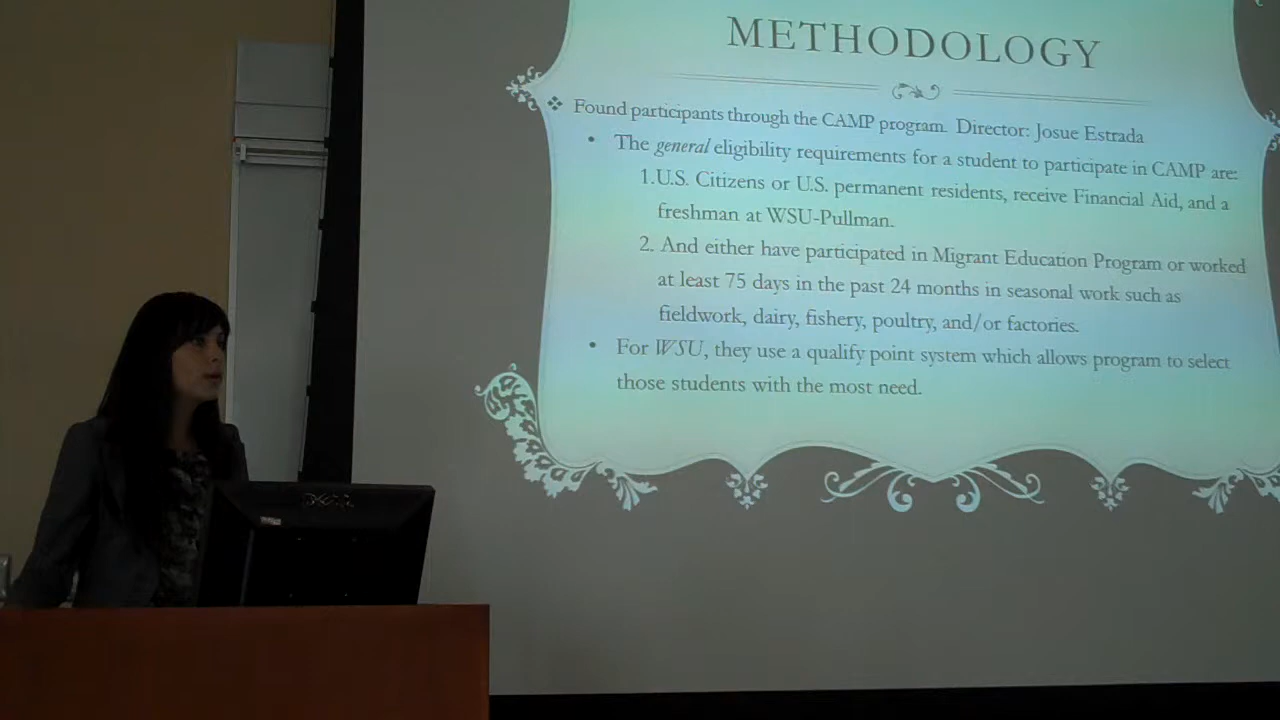 METHODOLOGY
❖ Found participants through the CAMP program. Director: Josue Estrada
• The general eligibility requirements for a student to participate in CAMP are:
1.U.S. Citizens or U.S. permanent residents, receive Financial Aid, and a
freshman at WSU-Pullman.
2. And either have participated in Migrant Education Program or worked
at least 75 days in the past 24 months in seasonal work such as
fieldwork, dairy, fishery, poultry, and/or factories.
• For WSU, they use a qualify point system which allows program to select
those students with the most need.
DELL